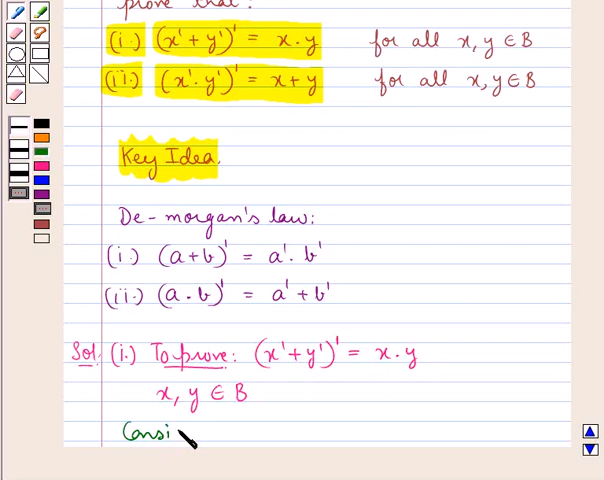 prove that:
(i.) (x' + y')' = x · y for all x, y ∈ B
(ii.) (x' · y')' = x + y for all x, y ∈ B
Key Idea.
De-morgan's law:
(i.) (a + b)' = a' · b'
(ii.) (a · b)' = a' + b'
Sol. (i.) To prove: (x' + y')' = x · y
x, y ∈ B
Consi